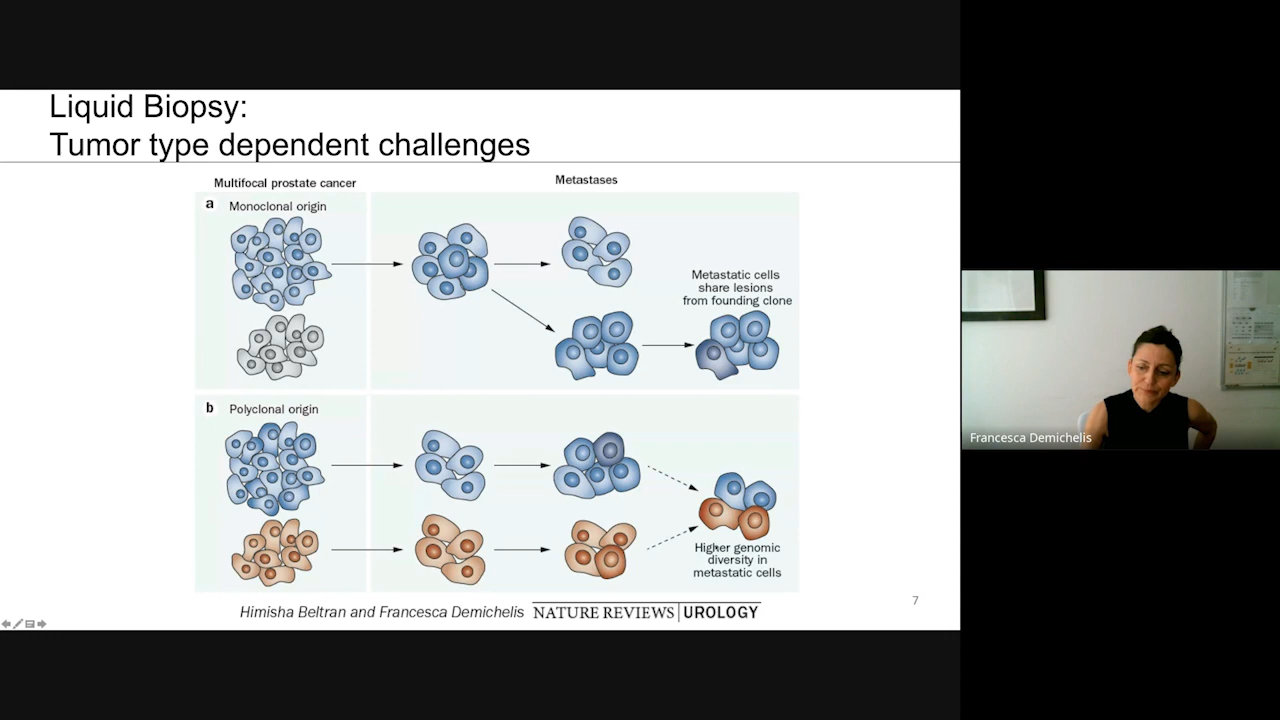 Liquid Biopsy:
Tumor type dependent challenges
Multifocal prostate cancer
Metastases
a
Monoclonal origin
Metastatic cells
share lesions
from founding clone
b
Polyclonal origin
Higher genomic
diversity in
metastatic cells
Himisha Beltran and Francesca Demichelis NATURE REVIEWS | UROLOGY
7
Francesca Demichelis